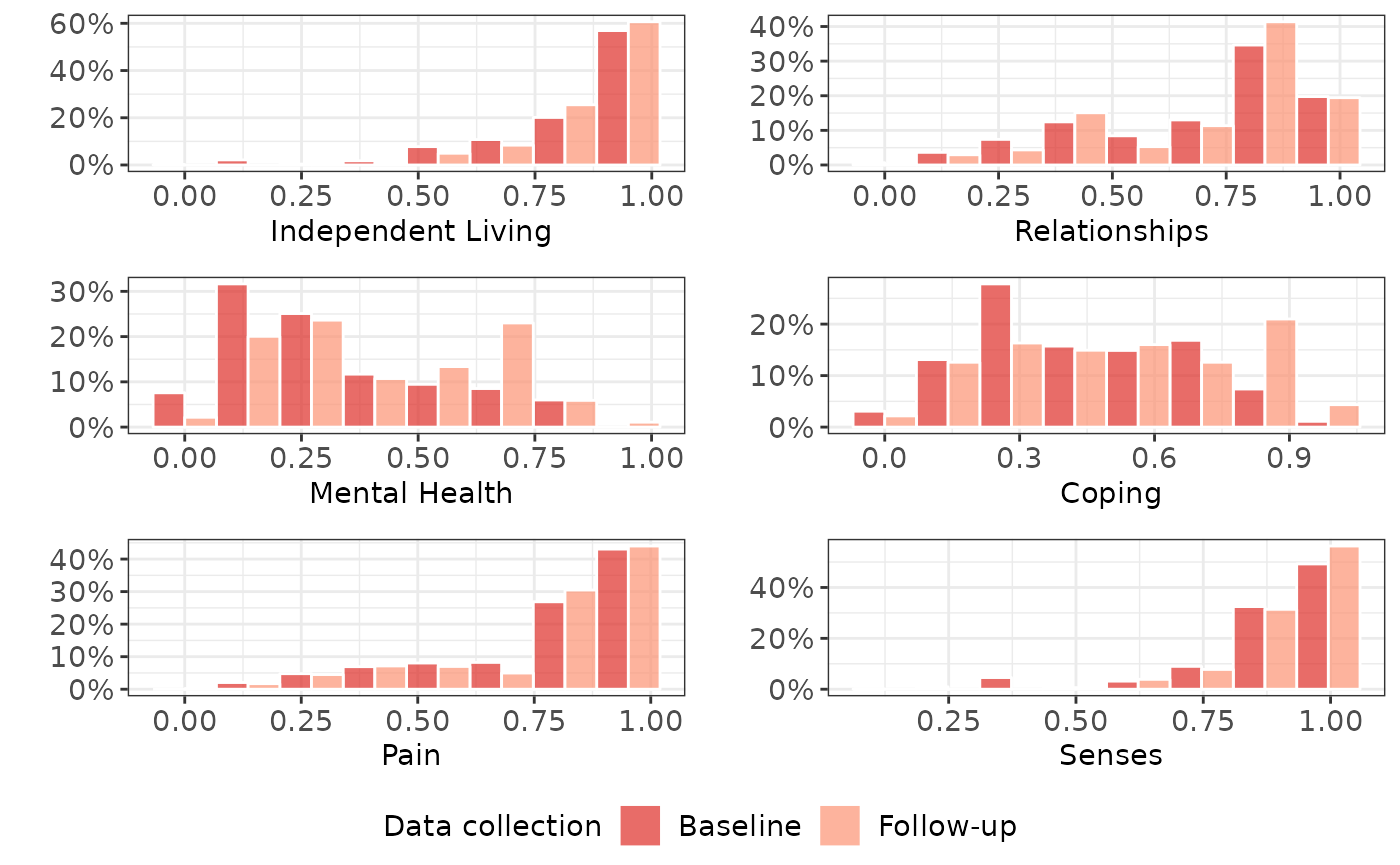 60%
40%
20%
0%
0.00 0.25 0.50 0.75 1.00
Independent Living
40%
30%
20%
10%
0%
0.00 0.25 0.50 0.75 1.00
Relationships
30%
20%
10%
0%
0.00 0.25 0.50 0.75 1.00
Mental Health
20%
10%
0%
0.0 0.3 0.6 0.9
Coping
40%
30%
20%
10%
0%
0.00 0.25 0.50 0.75 1.00
Pain
40%
20%
0%
0.25 0.50 0.75 1.00
Senses
Data collection Baseline Follow-up